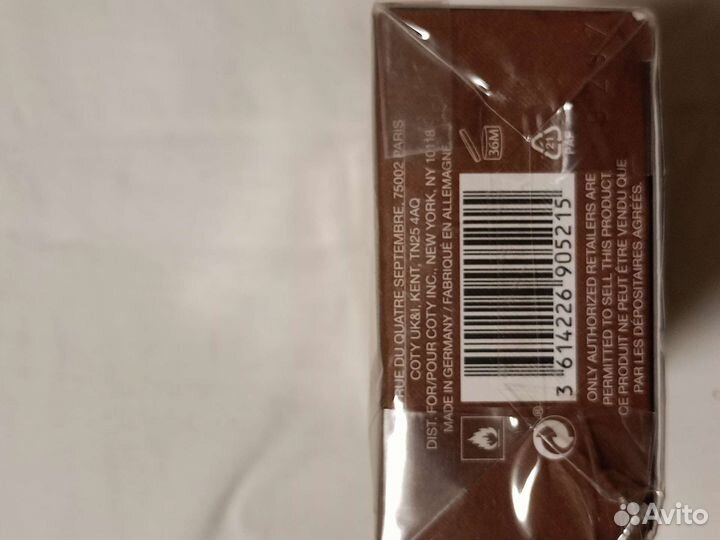 RUE DU QUATRE SEPTEMBRE, 75002 PARIS
COTY UK&I, KENT, TN25 4AQ
DIST. FOR/POUR COTY INC., NEW YORK, NY 10118
MADE IN GERMANY / FABRIQUÉ EN ALLEMAGNE
36M
21
PAP
3 614226 905215
ONLY AUTHORIZED RETAILERS ARE
PERMITTED TO SELL THIS PRODUCT.
CE PRODUIT NE PEUT ÊTRE VENDU QUE
PAR LES DÉPOSITAIRES AGRÉÉS.
®
Avito